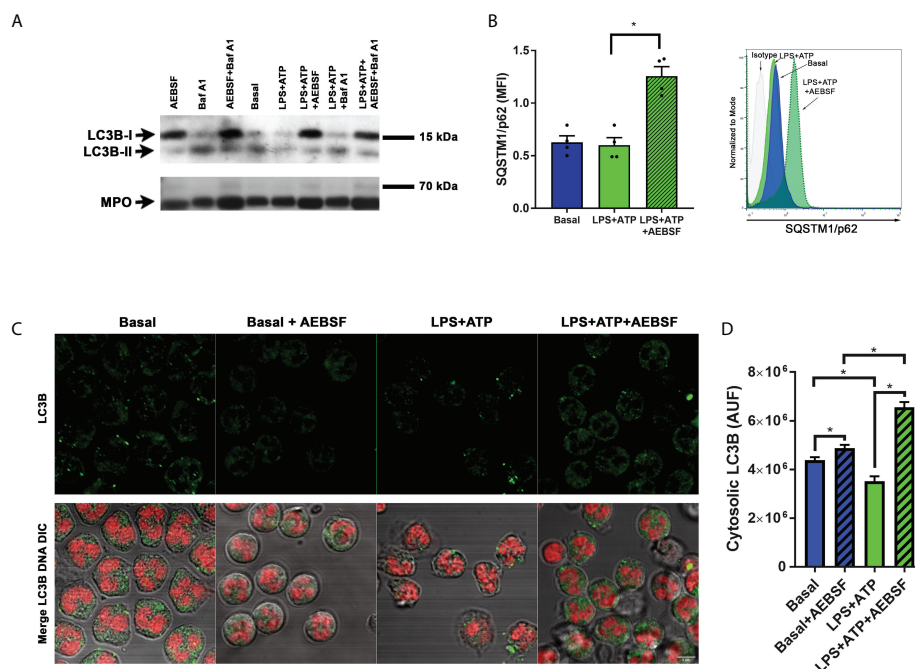 A
AEBSF
Baf A1
AEBSF+Baf A1
Basal
LPS+ATP
LPS+ATP
+AEBSF
LPS+ATP
+Baf A1
LPS+ATP+
AEBSF+Baf A1
LC3B-I
LC3B-II
15 kDa
70 kDa
MPO
B
SQSTM1/p62 (MFI)
1.5
1.0
0.5
0.0
*
Basal
LPS+ATP
LPS+ATP
+AEBSF
Normalized to Mode
Isotype
LPS+ATP
Basal
LPS+ATP
+AEBSF
SQSTM1/p62
C
Basal
Basal + AEBSF
LPS+ATP
LPS+ATP+AEBSF
LC3B
Merge LC3B DNA DIC
D
Cytosolic LC3B (AUF)
8×10⁶
6×10⁶
4×10⁶
2×10⁶
0
*
*
*
*
Basal
Basal+AEBSF
LPS+ATP
LPS+ATP+AEBSF